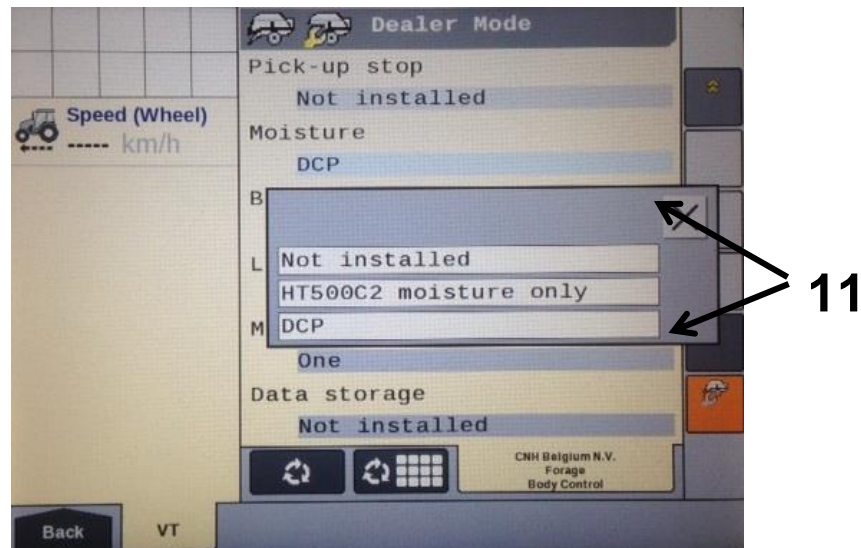 Dealer Mode
Pick-up stop
Not installed
Speed (Wheel)
----- km/h
Moisture
DCP
B
Not installed
L
HT500C2 moisture only
M
DCP
One
Data storage
Not installed
CNH Belgium N.V.
Forage
Body Control
Back
VT
11